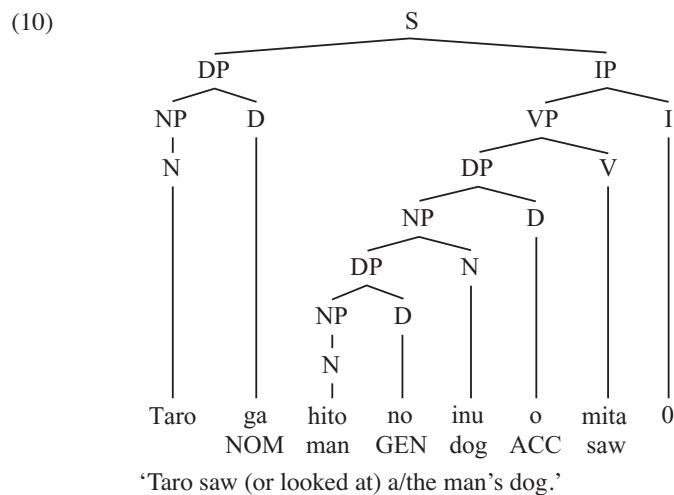 (10) S
DP IP
NP D VP I
N DP V
NP D
DP N
NP D
N
Taro ga hito no inu o mita 0
NOM man GEN dog ACC saw
‘Taro saw (or looked at) a/the man’s dog.’